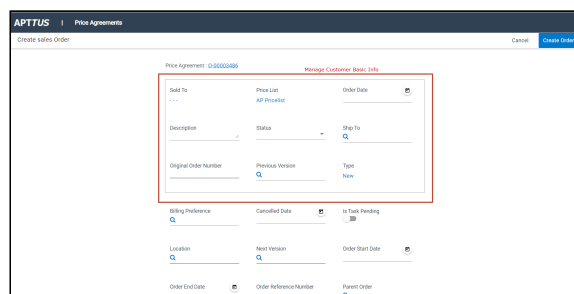 APTTUS | Price Agreements
Create sales Order Cancel Create Order
Price Agreement : O-00003486 Manage Customer Basic Info
Sold To Price List Order Date
--- AP Pricelist
Description Status Ship To
Original Order Number Previous Version Type
New
Billing Preference Cancelled Date Is Task Pending
Location Next Version Order Start Date
Order End Date Order Reference Number Parent Order